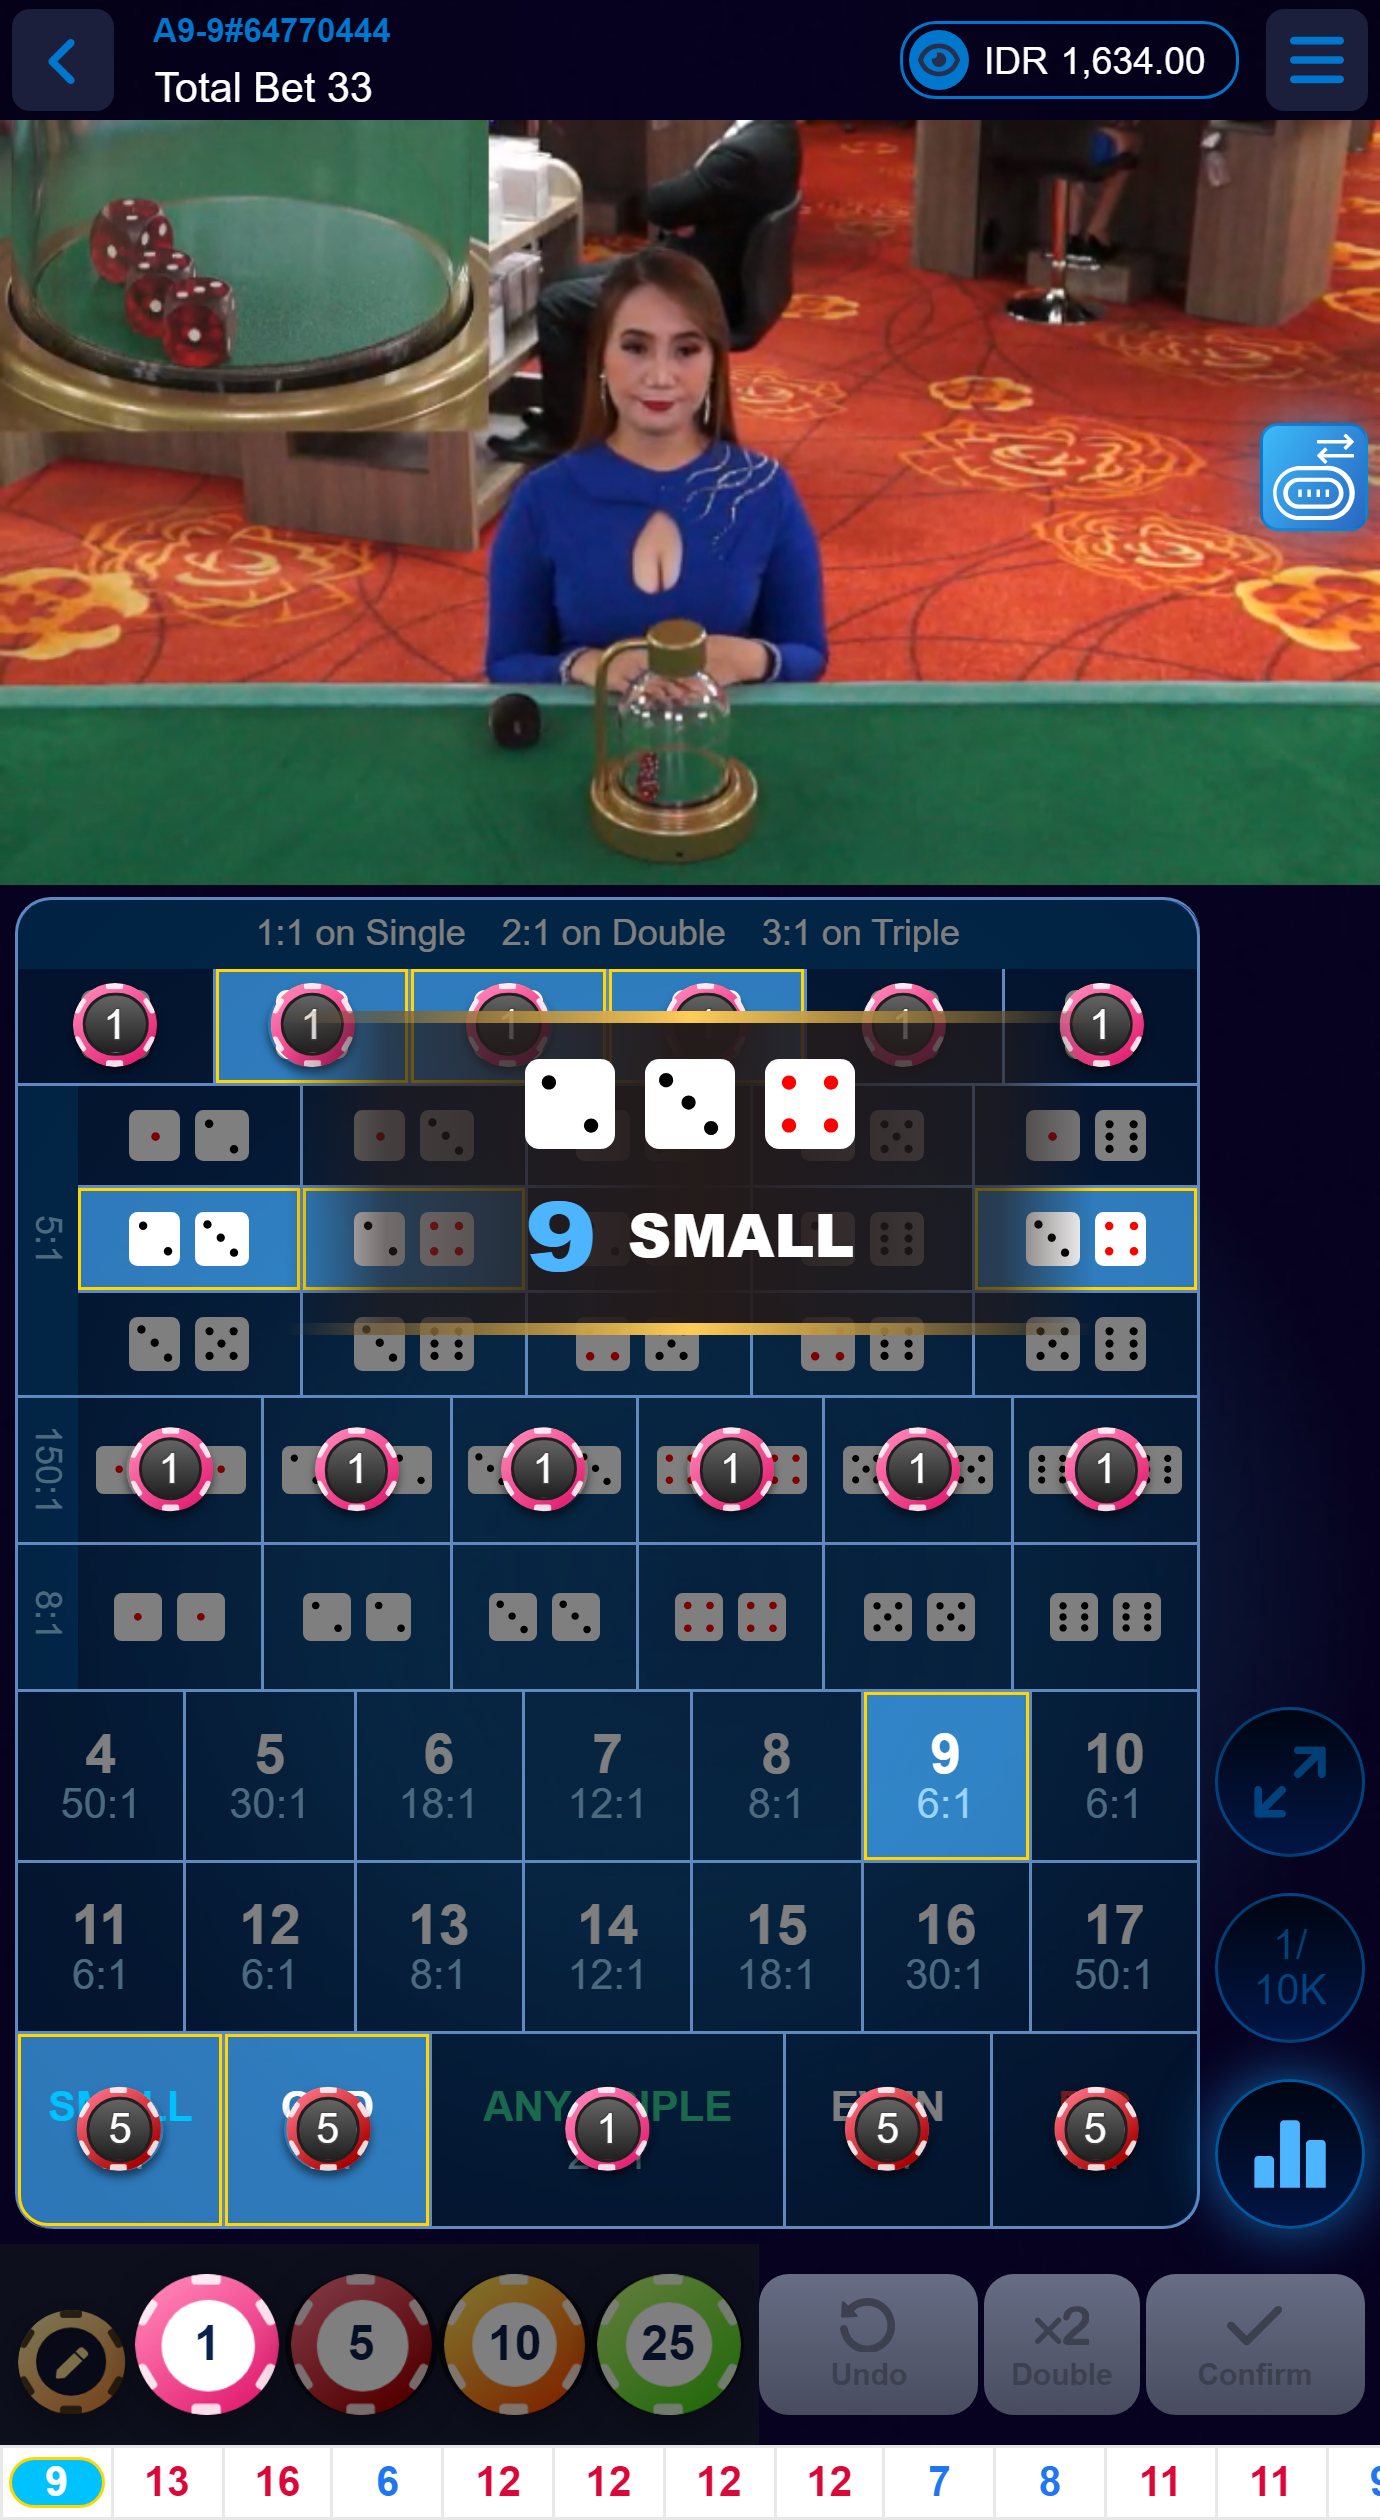 A9-9#64770444
Total Bet 33
IDR 1,634.00
1:1 on Single 2:1 on Double 3:1 on Triple
1 1 1 1 1 1
9 SMALL
5:1
150:1
1 1 1 1 1 1
8:1
4 5 6 7 8 9 10
50:1 30:1 18:1 12:1 8:1 6:1 6:1
11 12 13 14 15 16 17
6:1 6:1 8:1 12:1 18:1 30:1 50:1
1/
10K
ANY
5 5 1 5 5
1 5 10 25
Undo
x2
Double
Confirm
9 13 16 6 12 12 12 12 7 8 11 11 9